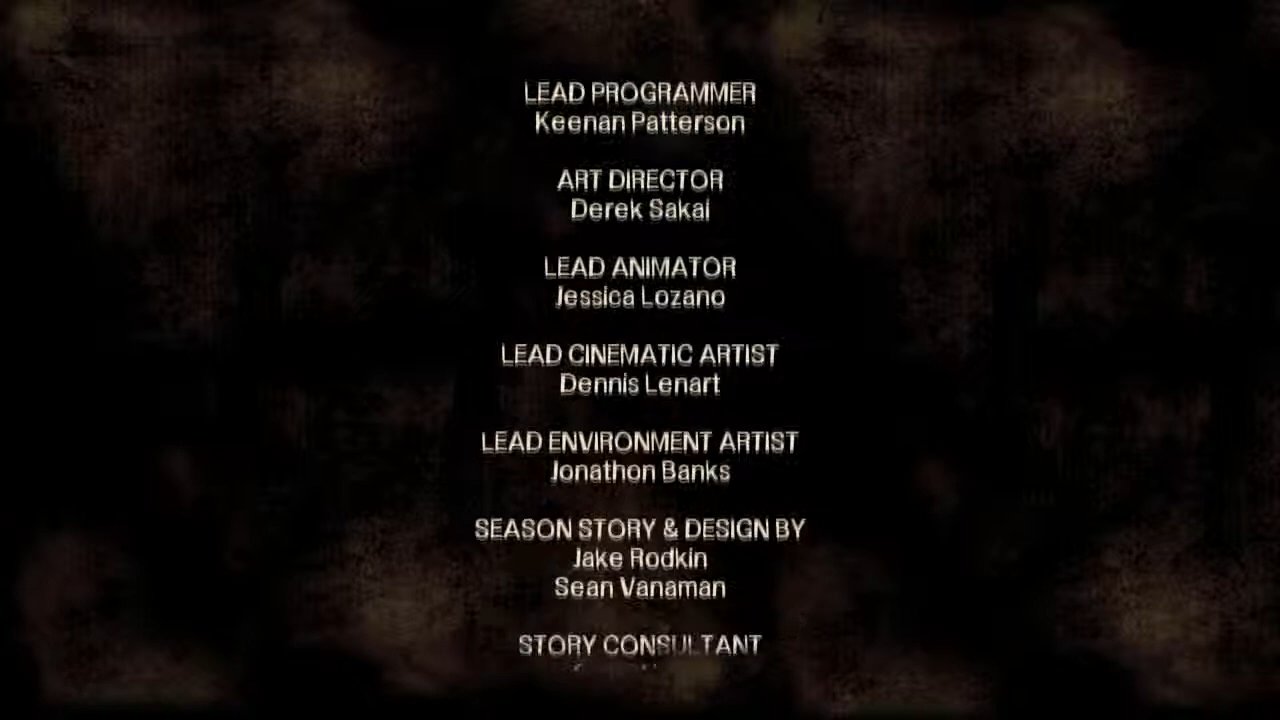 LEAD PROGRAMMER
Keenan Patterson
ART DIRECTOR
Derek Sakai
LEAD ANIMATOR
Jessica Lozano
LEAD CINEMATIC ARTIST
Dennis Lenart
LEAD ENVIRONMENT ARTIST
Jonathon Banks
SEASON STORY & DESIGN BY
Jake Rodkin
Sean Vanaman
STORY CONSULTANT